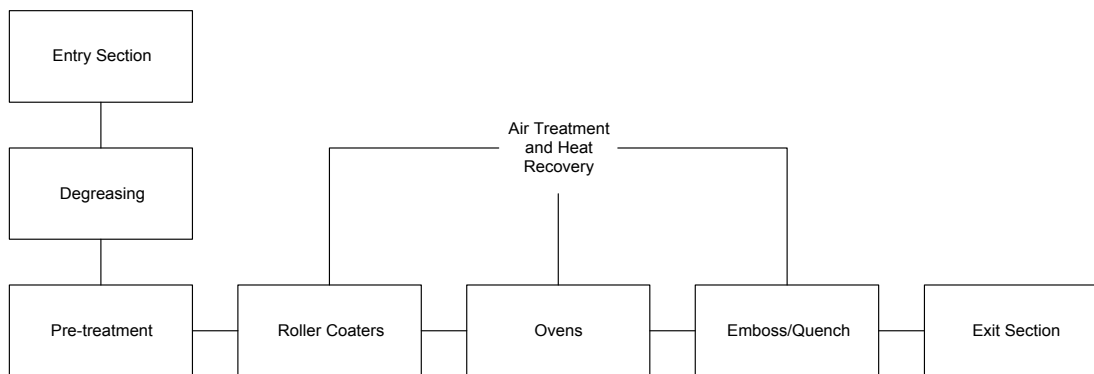 Entry Section
Air Treatment
and Heat
Recovery
Degreasing
Pre-treatment
Roller Coaters
Ovens
Emboss/Quench
Exit Section